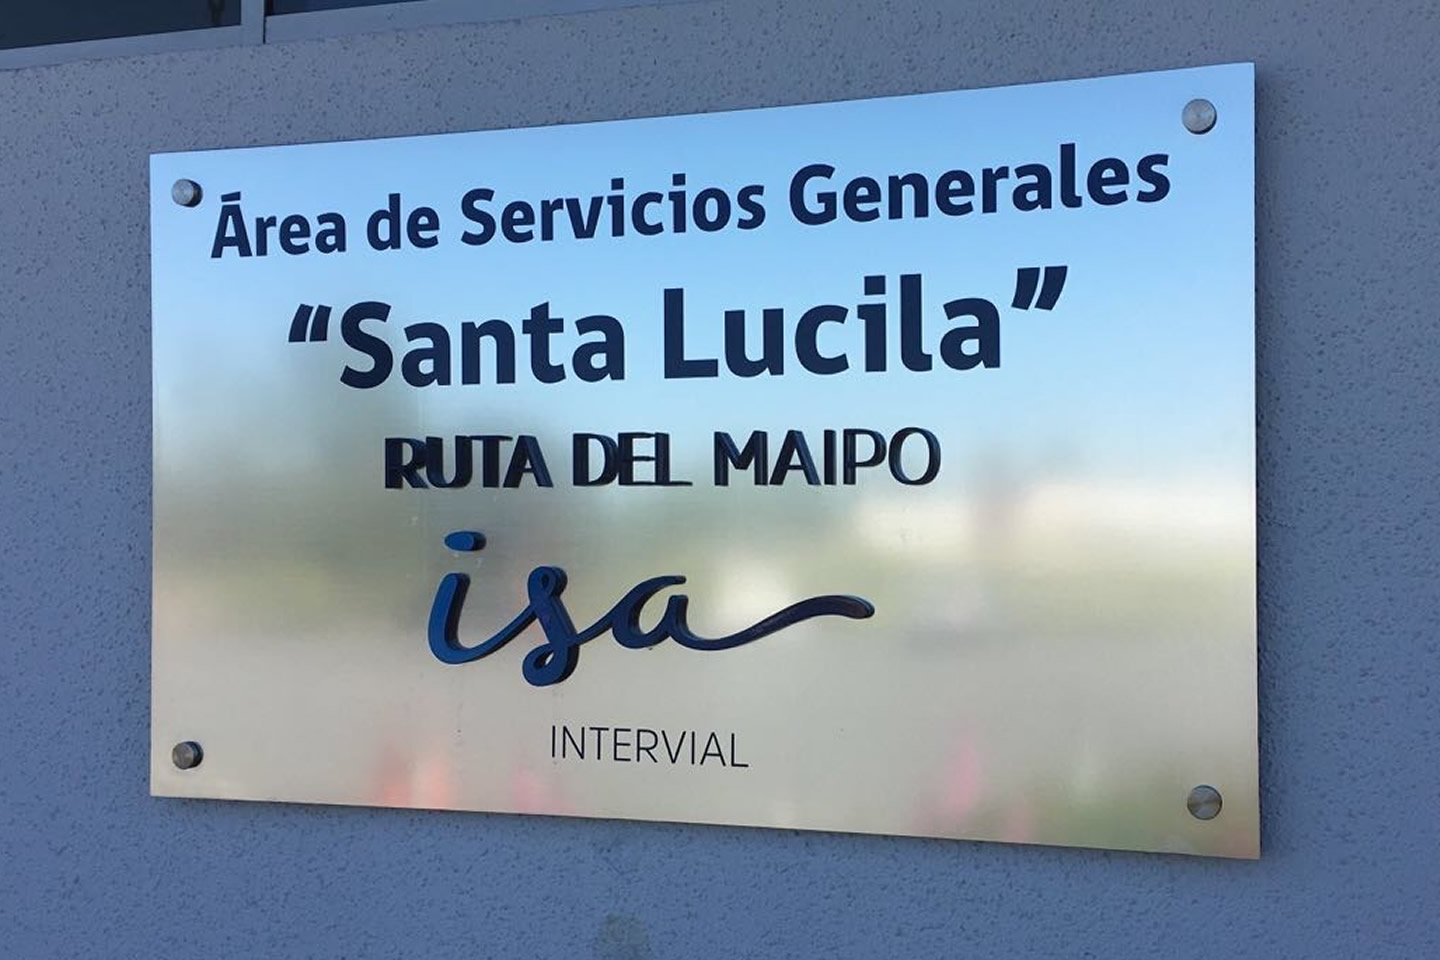 Área de Servicios Generales
“Santa Lucila”
RUTA DEL MAIPO
isa
INTERVIAL